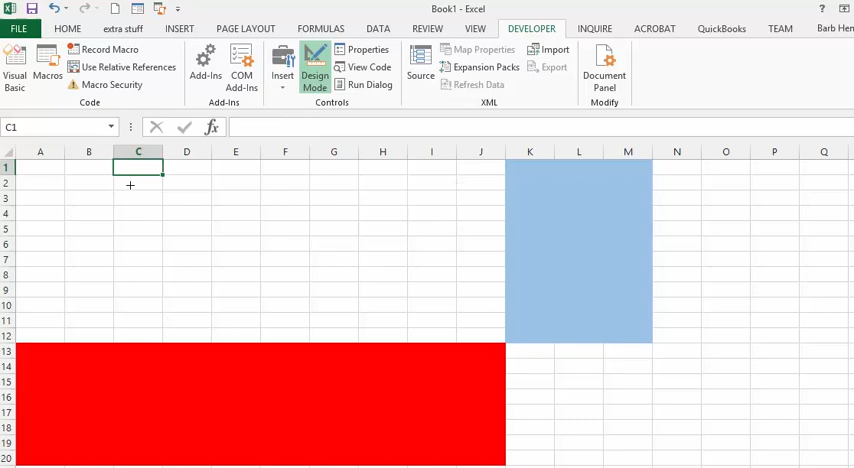 Book1 - Excel
?
FILE HOME extra stuff INSERT PAGE LAYOUT FORMULAS DATA REVIEW VIEW DEVELOPER INQUIRE ACROBAT QuickBooks TEAM Barb Hen
Visual
Basic
Macros
Record Macro
Use Relative References
Macro Security
Code
Add-Ins
COM
Add-Ins
Add-Ins
Insert
Design
Mode
Properties
View Code
Run Dialog
Controls
Source
Map Properties
Expansion Packs
Refresh Data
Import
Export
XML
Document
Panel
Modify
C1
fx
A B C D E F G H I J K L M N O P Q
1
2
3
4
5
6
7
8
9
10
11
12
13
14
15
16
17
18
19
20